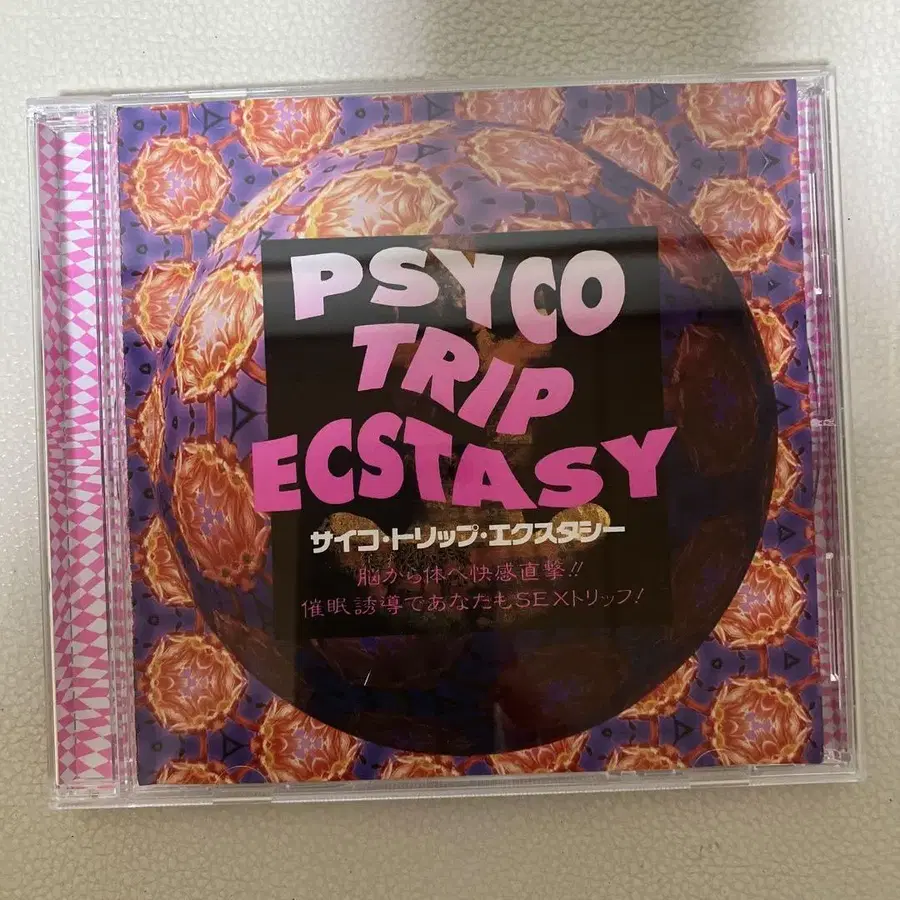 PSYCO
TRIP
ECSTASY
サイコ・トリップ・エクスタシー
脳から体へ快感直撃!!
催眠誘導であなたもSEXトリップ!